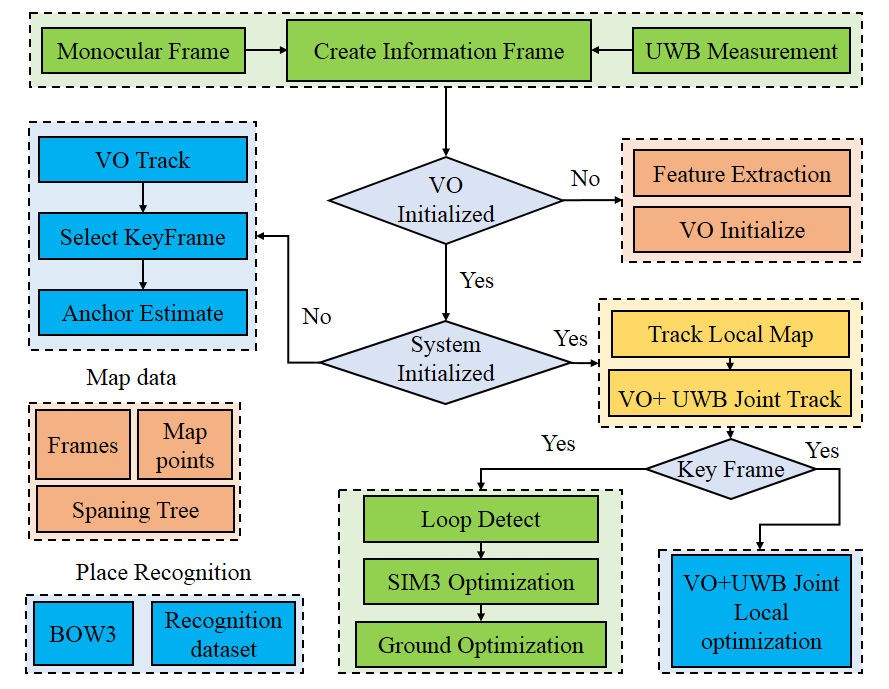 Monocular Frame
Create Information Frame
UWB Measurement
VO Track
Select KeyFrame
Anchor Estimate
VO
Initialized
No
Feature Extraction
VO Initialize
Yes
No
System
Initialized
Yes
Track Local Map
VO+ UWB Joint Track
Map data
Frames
Map
points
Spaning Tree
Yes
Key Frame
Yes
Loop Detect
SIM3 Optimization
Ground Optimization
VO+UWB Joint
Local
optimization
Place Recognition
BOW3
Recognition
dataset